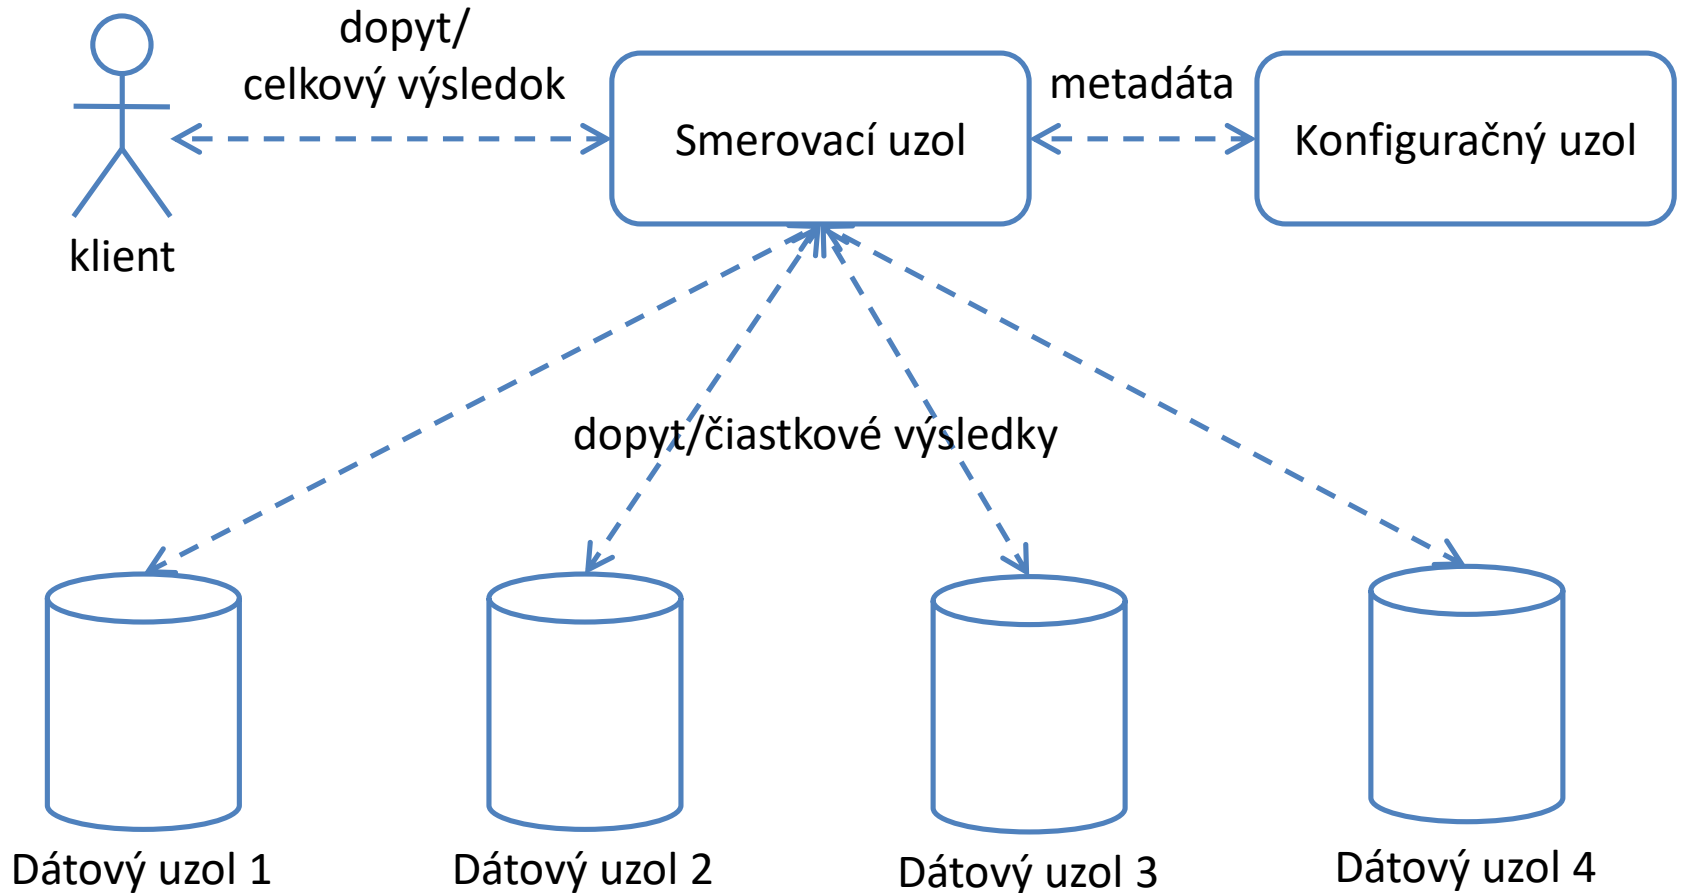 dopyt/
celkový výsledok
metadáta
Smerovací uzol
Konfiguračný uzol
klient
dopyt/čiastkové výsledky
Dátový uzol 1
Dátový uzol 2
Dátový uzol 3
Dátový uzol 4